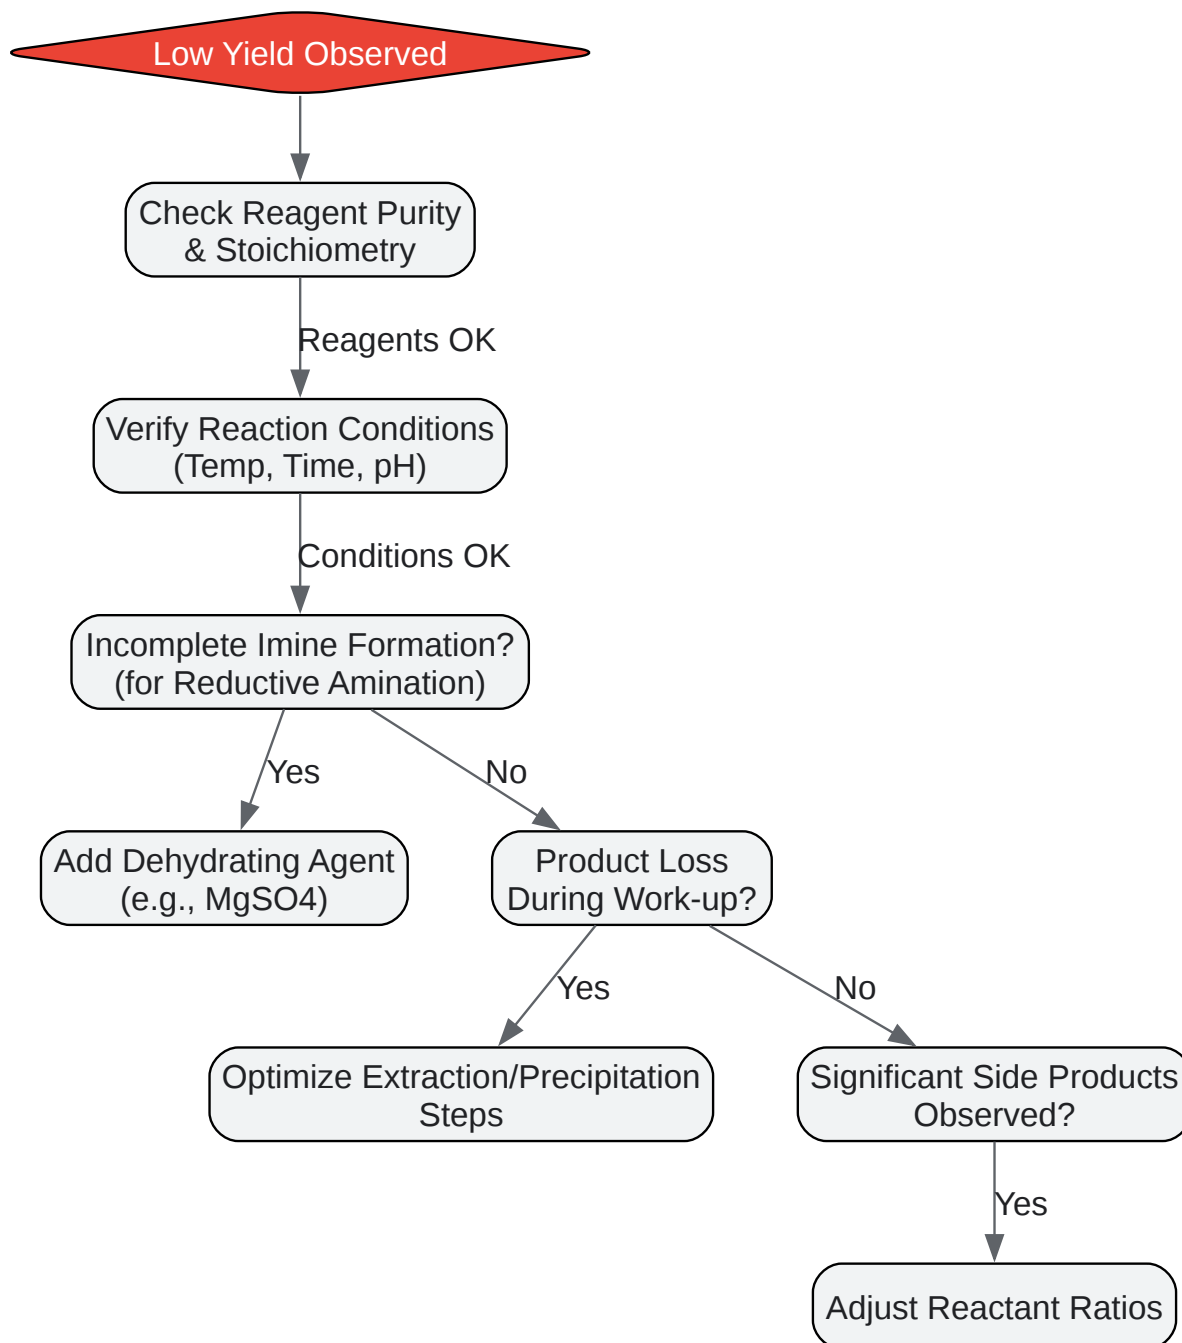 Low Yield Observed
Check Reagent Purity
& Stoichiometry
Reagents OK
Verify Reaction Conditions
(Temp, Time, pH)
Conditions OK
Incomplete Imine Formation?
(for Reductive Amination)
Yes
No
Add Dehydrating Agent
(e.g., MgSO4)
Product Loss
During Work-up?
Yes
No
Optimize Extraction/Precipitation
Steps
Significant Side Products
Observed?
Yes
Adjust Reactant Ratios